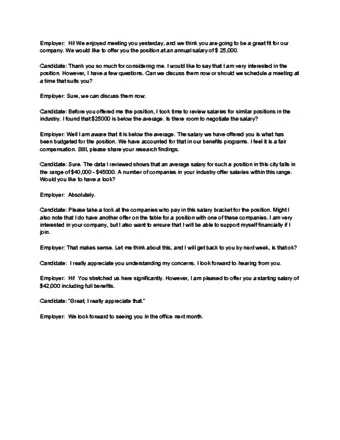 Employer: Hi! We enjoyed meeting you yesterday, and we think you are going to be a great fit for our
company. We would like to offer you the position at an annual salary of $ 25,000.
Candidate: Thank you so much for considering me. I would like to say that I am very interested in the
position. However, I have a few questions. Can we discuss them now or should we schedule a meeting at
a time that suits you?
Employer: Sure, we can discuss them now.
Candidate: Before you offered me the position, I took time to review salaries for similar positions in the
industry. I found that $25000 is below the average. Is there room to negotiate the salary?
Employer: Well I am aware that it is below the average. The salary we have offered you is what has
been budgeted for the position. We have accounted for that in our benefits programs. I feel it is a fair
compensation. Still, please share your research findings.
Candidate: Sure. The data I reviewed shows that an average salary for such a position in this city falls in
the range of $40,000 - $45000. A number of companies in your industry offer salaries within this range.
Would you like to have a look?
Employer: Absolutely.
Candidate: Please take a look at the companies who pay in this salary bracket for the position. Might I
also note that I do have another offer on the table for a position with one of these companies. I am very
interested in your company, but I also want to ensure that I will be able to support myself financially if I
join.
Employer: That makes sense. Let me think about this, and I will get back to you by next week, is that ok?
Candidate: I really appreciate you understanding my concerns. I look forward to hearing from you.
Employer: Hi! You stretched us here significantly. However, I am pleased to offer you a starting salary of
$42,000 including full benefits.
Candidate: "Great, I really appreciate that."
Employer: We look forward to seeing you in the office next month.